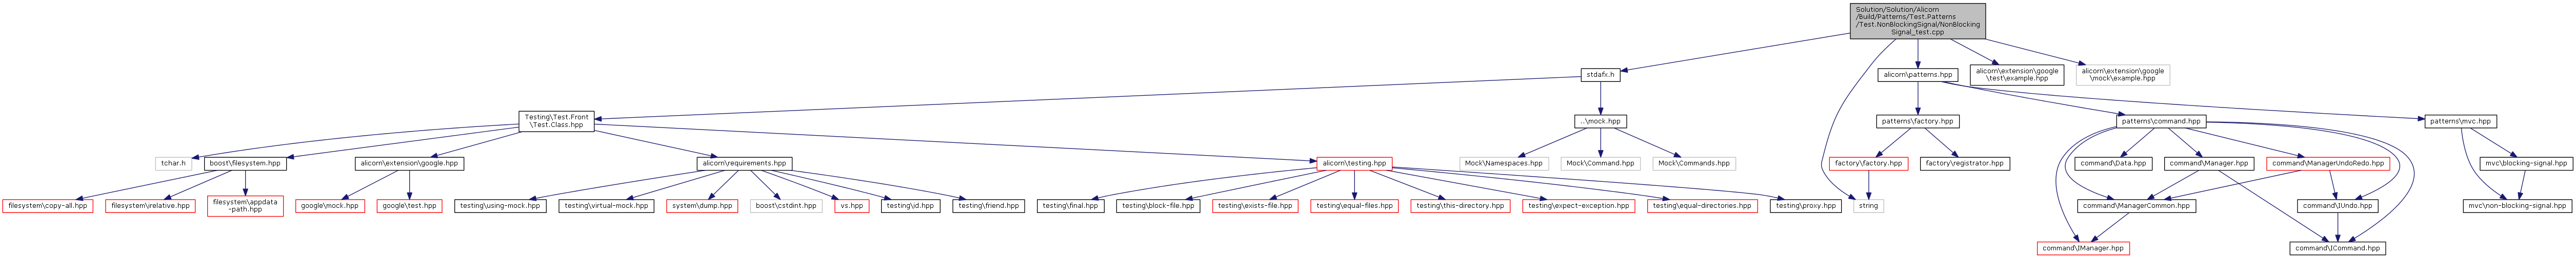 Solution/Solution/Alicorn
/Build/Patterns/Test.Patterns
/Test.NonBlockingSignal/NonBlocking
Signal_test.cpp
stdafx.h
alicorn\patterns.hpp
alicorn\extension\google
\test\example.hpp
alicorn\extension\google
\mock\example.hpp
Testing\Test.Front
\Test.Class.hpp
..\mock.hpp
patterns\factory.hpp
patterns\command.hpp
patterns\mvc.hpp
tchar.h
boost\filesystem.hpp
alicorn\extension\google.hpp
alicorn\requirements.hpp
alicorn\testing.hpp
Mock\Namespaces.hpp
Mock\Command.hpp
Mock\Commands.hpp
factory\factory.hpp
factory\registrator.hpp
command\Data.hpp
command\Manager.hpp
command\ManagerUndoRedo.hpp
mvc\blocking-signal.hpp
filesystem\copy-all.hpp
filesystem\relative.hpp
filesystem\appdata
-path.hpp
google\mock.hpp
google\test.hpp
testing\using-mock.hpp
testing\virtual-mock.hpp
system\dump.hpp
boost\cstdint.hpp
vs.hpp
testing\id.hpp
testing\friend.hpp
testing\final.hpp
testing\block-file.hpp
testing\exists-file.hpp
testing\equal-files.hpp
testing\this-directory.hpp
testing\expect-exception.hpp
testing\equal-directories.hpp
testing\proxy.hpp
string
command\ManagerCommon.hpp
command\IUndo.hpp
mvc\non-blocking-signal.hpp
command\IManager.hpp
command\ICommand.hpp